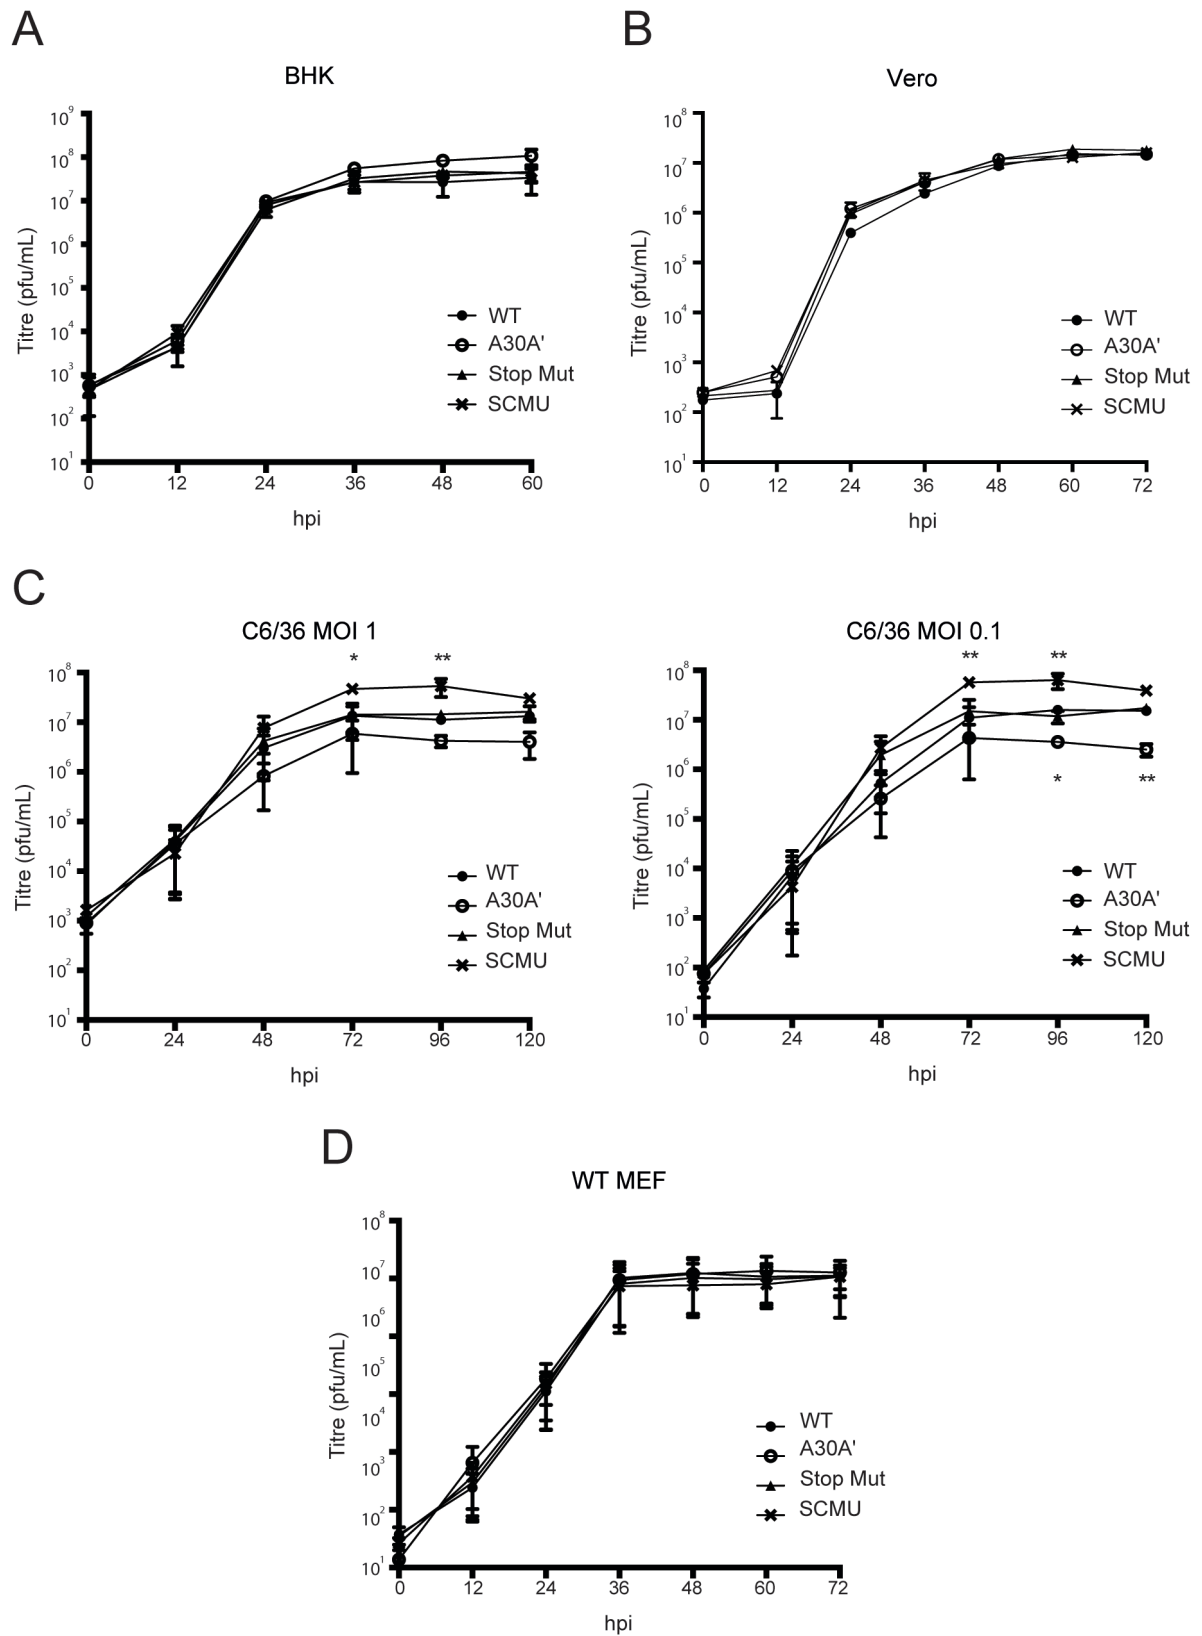 A
BHK
10^9
10^8
10^7
10^6
10^5
10^4
10^3
10^2
10^1
Titre (pfu/mL)
WT
A30A'
Stop Mut
SCMU
0 12 24 36 48 60
hpi
B
Vero
10^8
10^7
10^6
10^5
10^4
10^3
10^2
10^1
Titre (pfu/mL)
WT
A30A'
Stop Mut
SCMU
0 12 24 36 48 60 72
hpi
C
C6/36 MOI 1
* **
10^8
10^7
10^6
10^5
10^4
10^3
10^2
10^1
Titre (pfu/mL)
WT
A30A'
Stop Mut
SCMU
0 24 48 72 96 120
hpi
C6/36 MOI 0.1
** **
10^8
10^7
10^6
10^5
10^4
10^3
10^2
10^1
Titre (pfu/mL)
* **
WT
A30A'
Stop Mut
SCMU
0 24 48 72 96 120
hpi
D
WT MEF
10^8
10^7
10^6
10^5
10^4
10^3
10^2
10^1
Titre (pfu/mL)
WT
A30A'
Stop Mut
SCMU
0 12 24 36 48 60 72
hpi